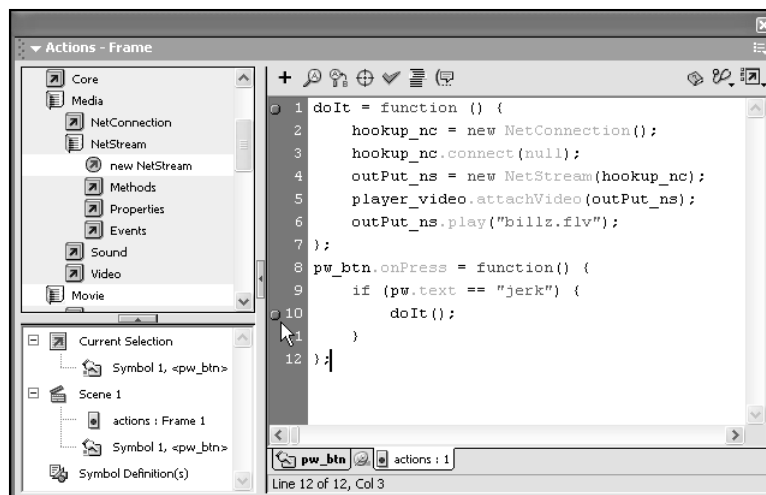 Actions - Frame
Core
Media
NetConnection
NetStream
new NetStream
Methods
Properties
Events
Sound
Video
Movie
Current Selection
Symbol 1, <pw_btn>
Scene 1
actions : Frame 1
Symbol 1, <pw_btn>
Symbol Definition(s)
1 doIt = function () {
2 hookup_nc = new NetConnection();
3 hookup_nc.connect(null);
4 outPut_ns = new NetStream(hookup_nc);
5 player_video.attachVideo(outPut_ns);
6 outPut_ns.play("billz.flv");
7 };
8 pw_btn.onPress = function() {
9 if (pw.text == "jerk") {
10 doIt();
1 }
12 };
pw_btn
actions : 1
Line 12 of 12, Col 3